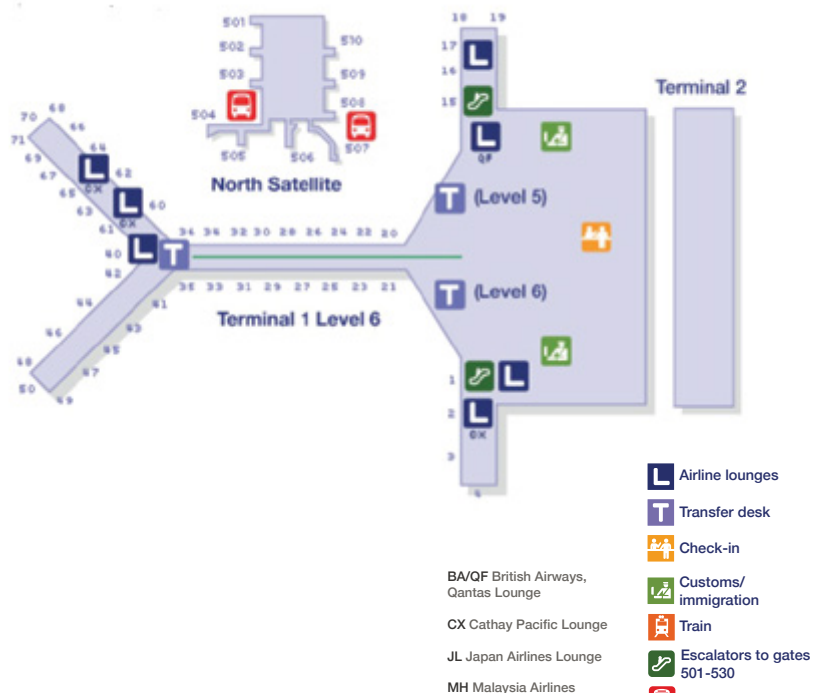 18 19
501
502
503
504
505
506
507
508
509
510
North Satellite
17
16
15
L
L
QF
Terminal 2
T (Level 5)
T (Level 6)
70 68
71 66
69 64
67 L
CX
62
65 L
CX
60
63
61
40 L T
42
44
46
48
50
49
47
45
43
41
36 34 32 30 28 26 24 22 20
35 33 31 29 27 25 23 21
Terminal 1 Level 6
1 L
2 L
CX
3
4
L Airline lounges
T Transfer desk
Check-in
Customs/
immigration
Train
Escalators to gates
501-530
BA/QF British Airways,
Qantas Lounge
CX Cathay Pacific Lounge
JL Japan Airlines Lounge
MH Malaysia Airlines